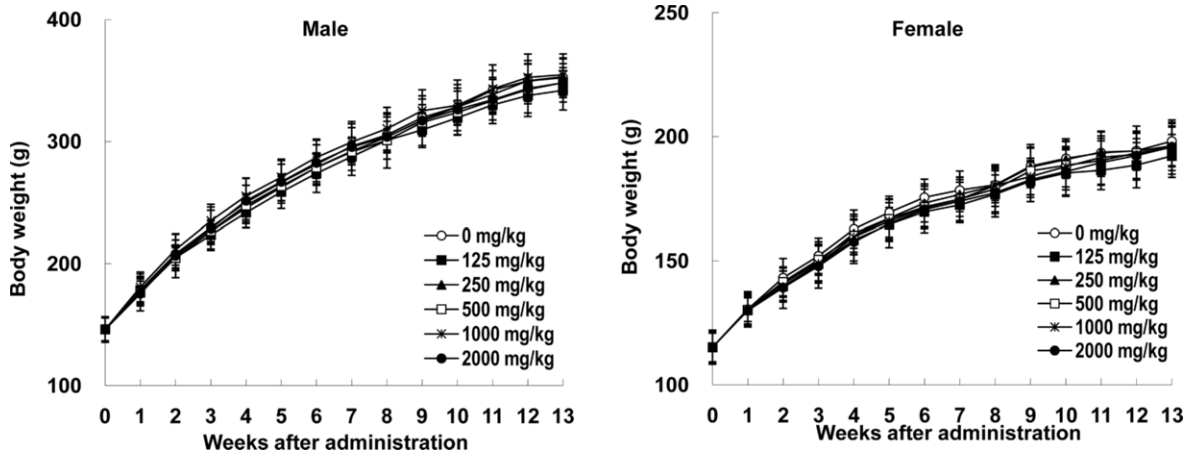 Male
400
300
200
100
Body weight (g)
0 mg/kg
125 mg/kg
250 mg/kg
500 mg/kg
1000 mg/kg
2000 mg/kg
0 1 2 3 4 5 6 7 8 9 10 11 12 13
Weeks after administration
Female
250
200
150
100
Body weight (g)
0 mg/kg
125 mg/kg
250 mg/kg
500 mg/kg
1000 mg/kg
2000 mg/kg
0 1 2 3 4 5 6 7 8 9 10 11 12 13
Weeks after administration